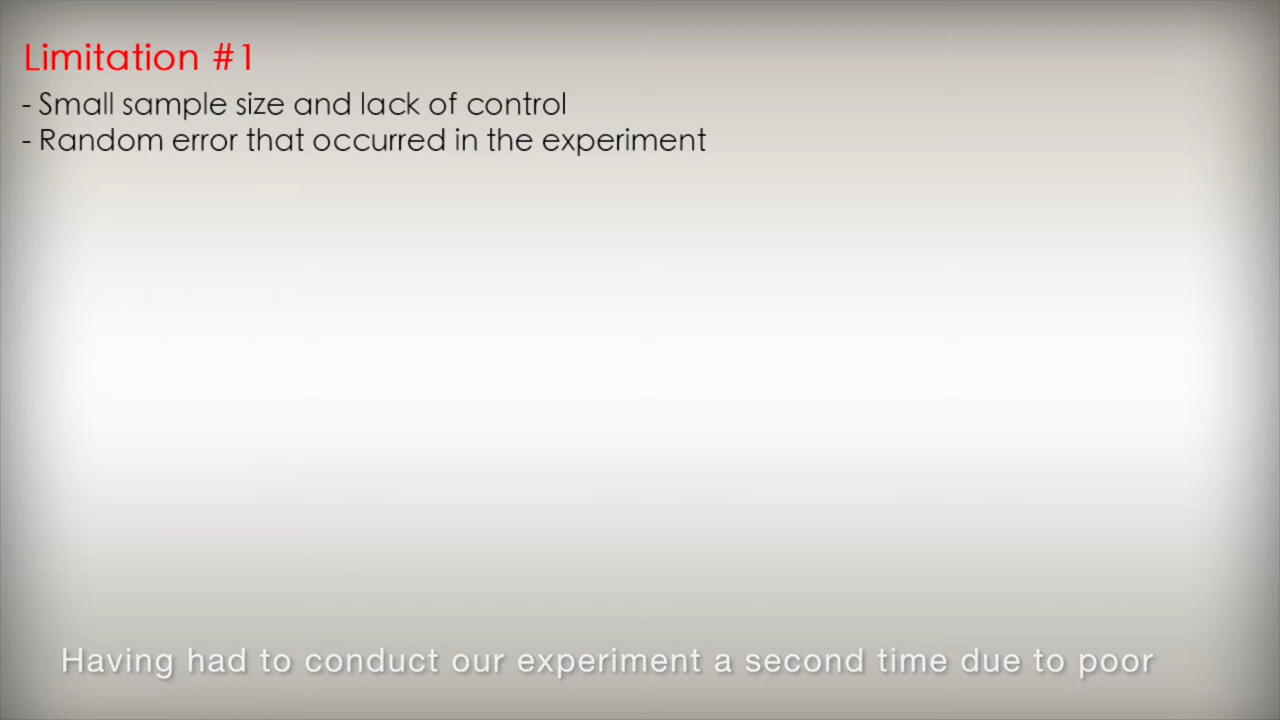 Limitation #1
- Small sample size and lack of control
- Random error that occurred in the experiment
Having had to conduct our experiment a second time due to poor